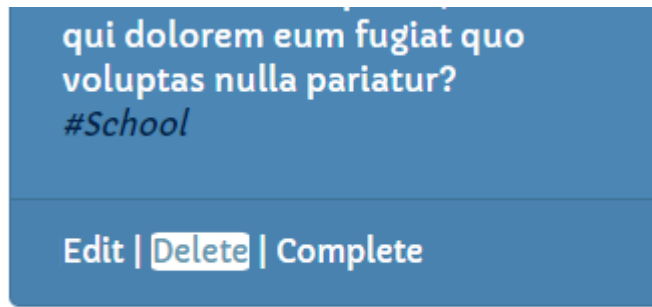 qui dolorem eum fugiat quo
voluptas nulla pariatur?
#School
Edit | Delete | Complete